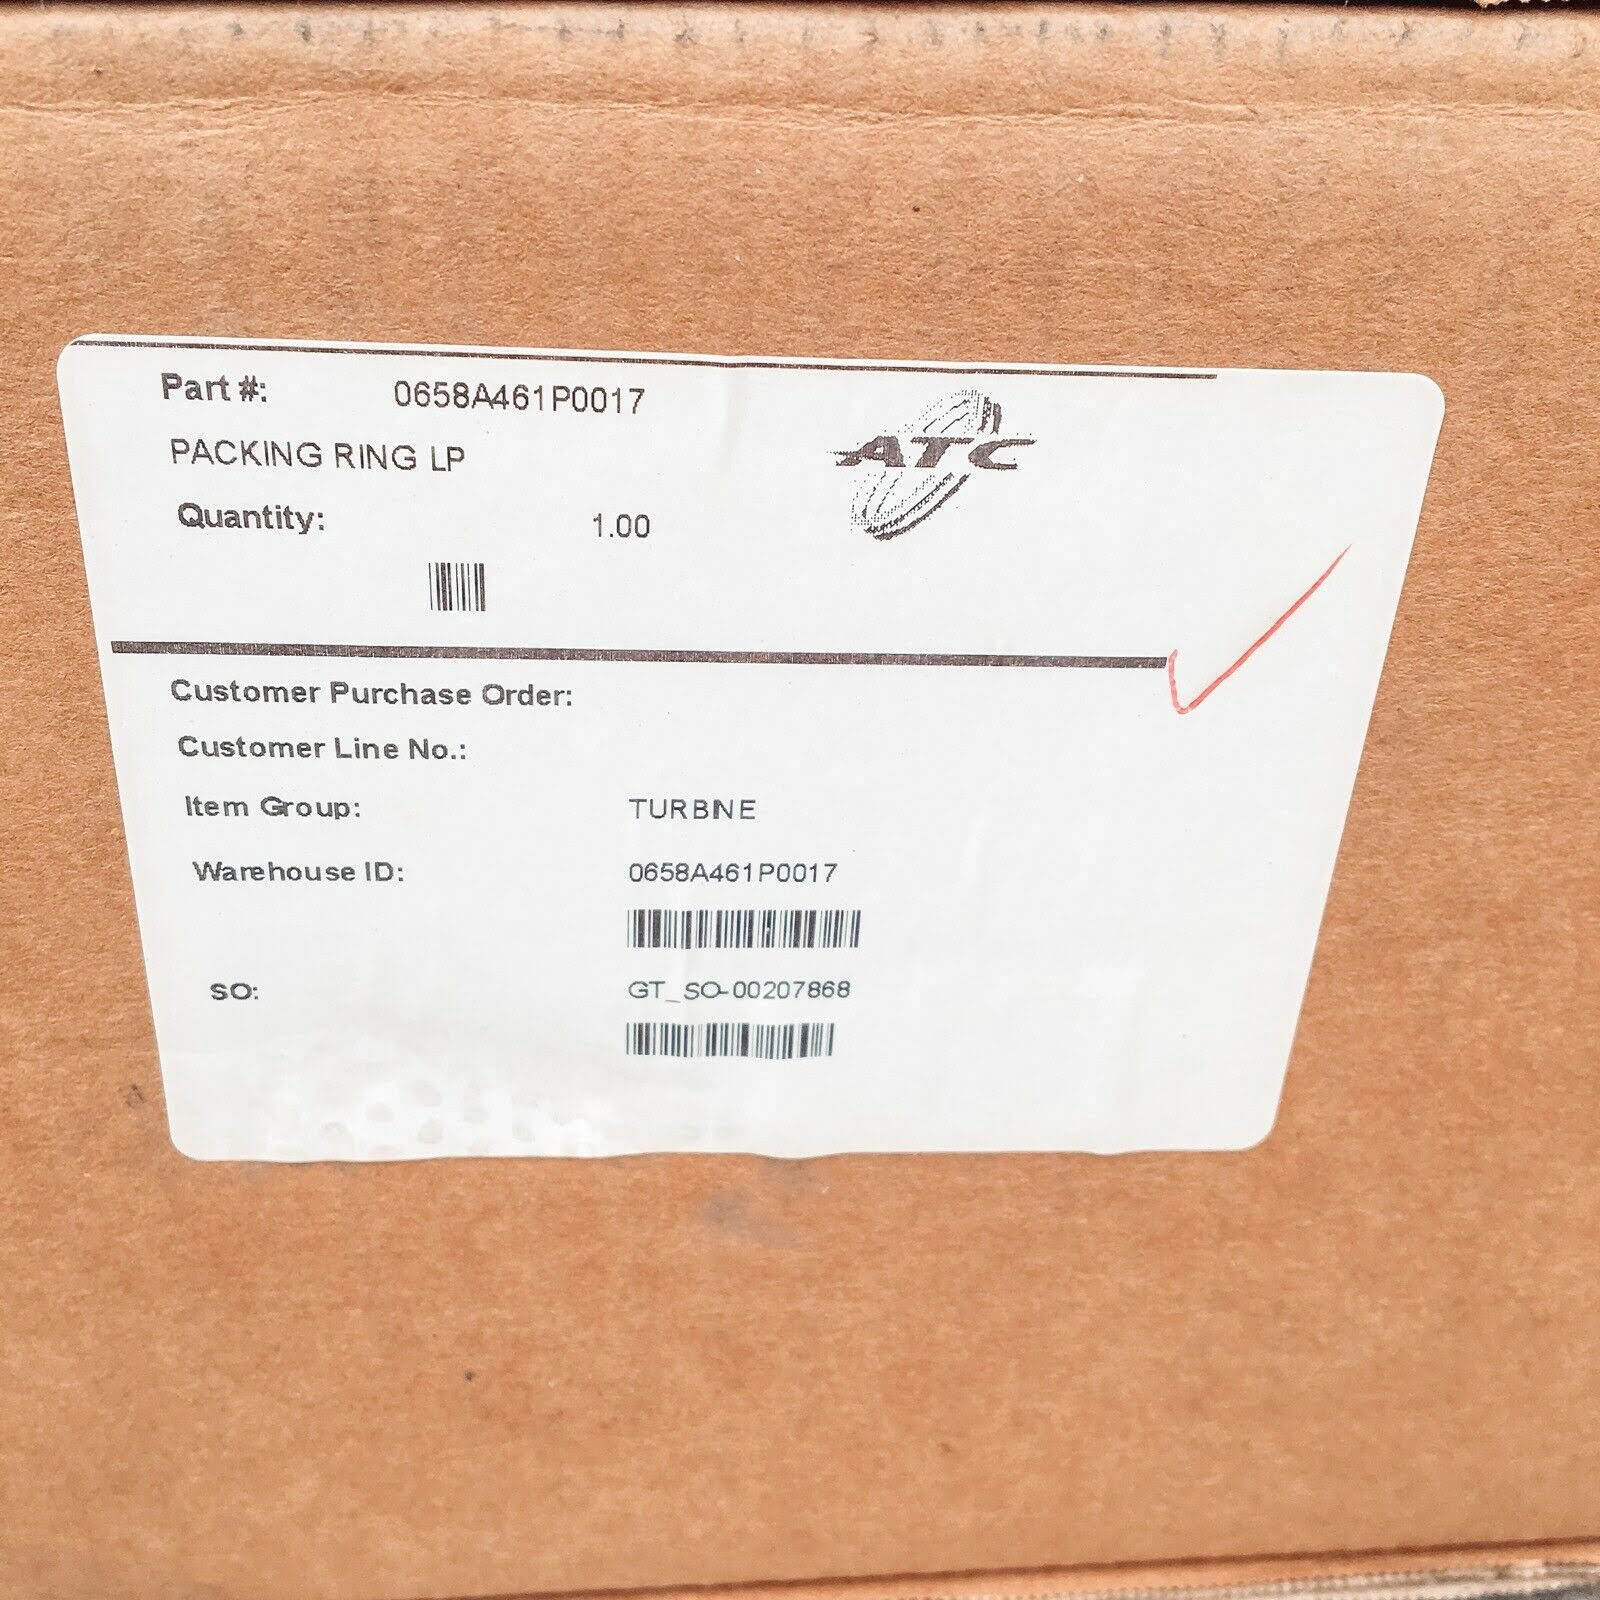 Part #: 0658A461P0017
PACKING RING LP
ATC
Quantity: 1.00
Customer Purchase Order:
Customer Line No.:
Item Group: TURBINE
Warehouse ID: 0658A461P0017
SO: GT_SO-00207868